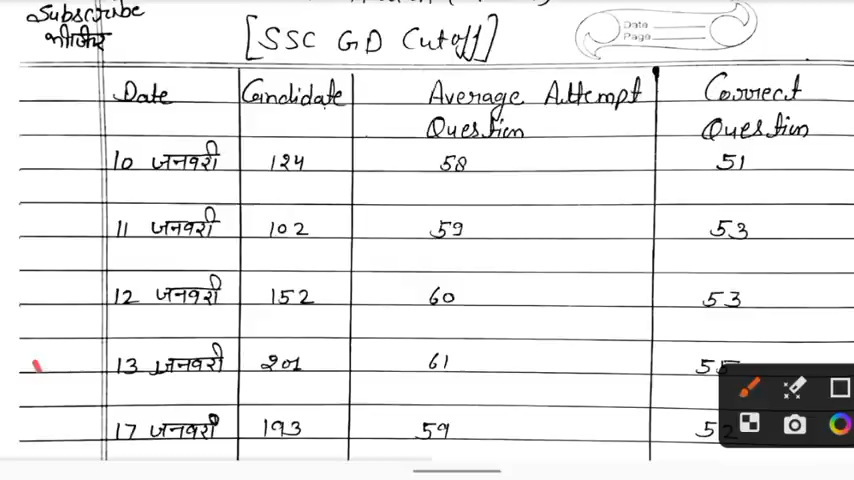 Subscribe
कीजिए
[SSC GD Cutoff]
Date
Page
Date Candidate Average Attempt Question Correct Question
10 जनवरी 124 58 51
11 जनवरी 102 59 53
12 जनवरी 152 60 53
13 जनवरी 201 61 55
17 जनवरी 193 59 52